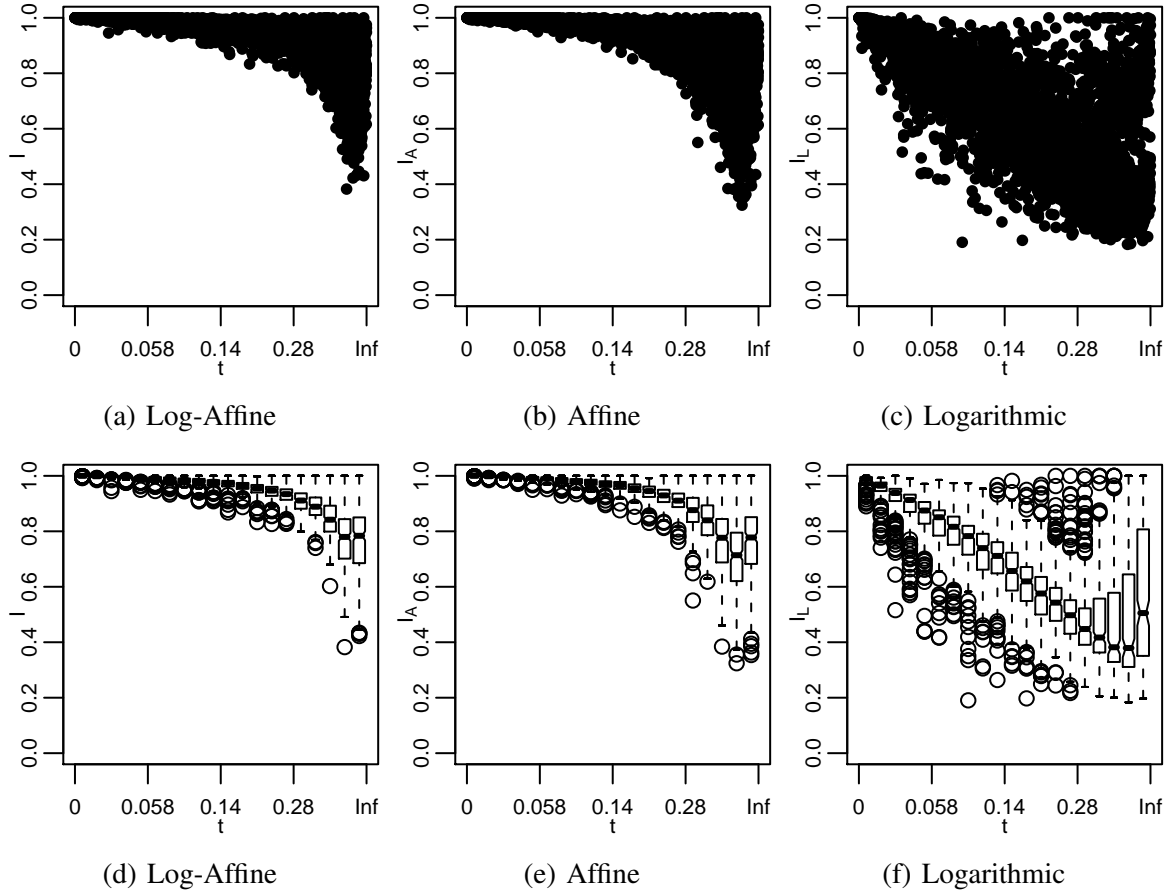 0.0 0.2 0.4 0.6 0.8 1.0
I
0 0.058 0.14 0.28 Inf
t
(a) Log-Affine
0.0 0.2 0.4 0.6 0.8 1.0
I_A
0 0.058 0.14 0.28 Inf
t
(b) Affine
0.0 0.2 0.4 0.6 0.8 1.0
I_L
0 0.058 0.14 0.28 Inf
t
(c) Logarithmic
0.0 0.2 0.4 0.6 0.8 1.0
I
0 0.058 0.14 0.28 Inf
t
(d) Log-Affine
0.0 0.2 0.4 0.6 0.8 1.0
I_A
0 0.058 0.14 0.28 Inf
t
(e) Affine
0.0 0.2 0.4 0.6 0.8 1.0
I_L
0 0.058 0.14 0.28 Inf
t
(f) Logarithmic